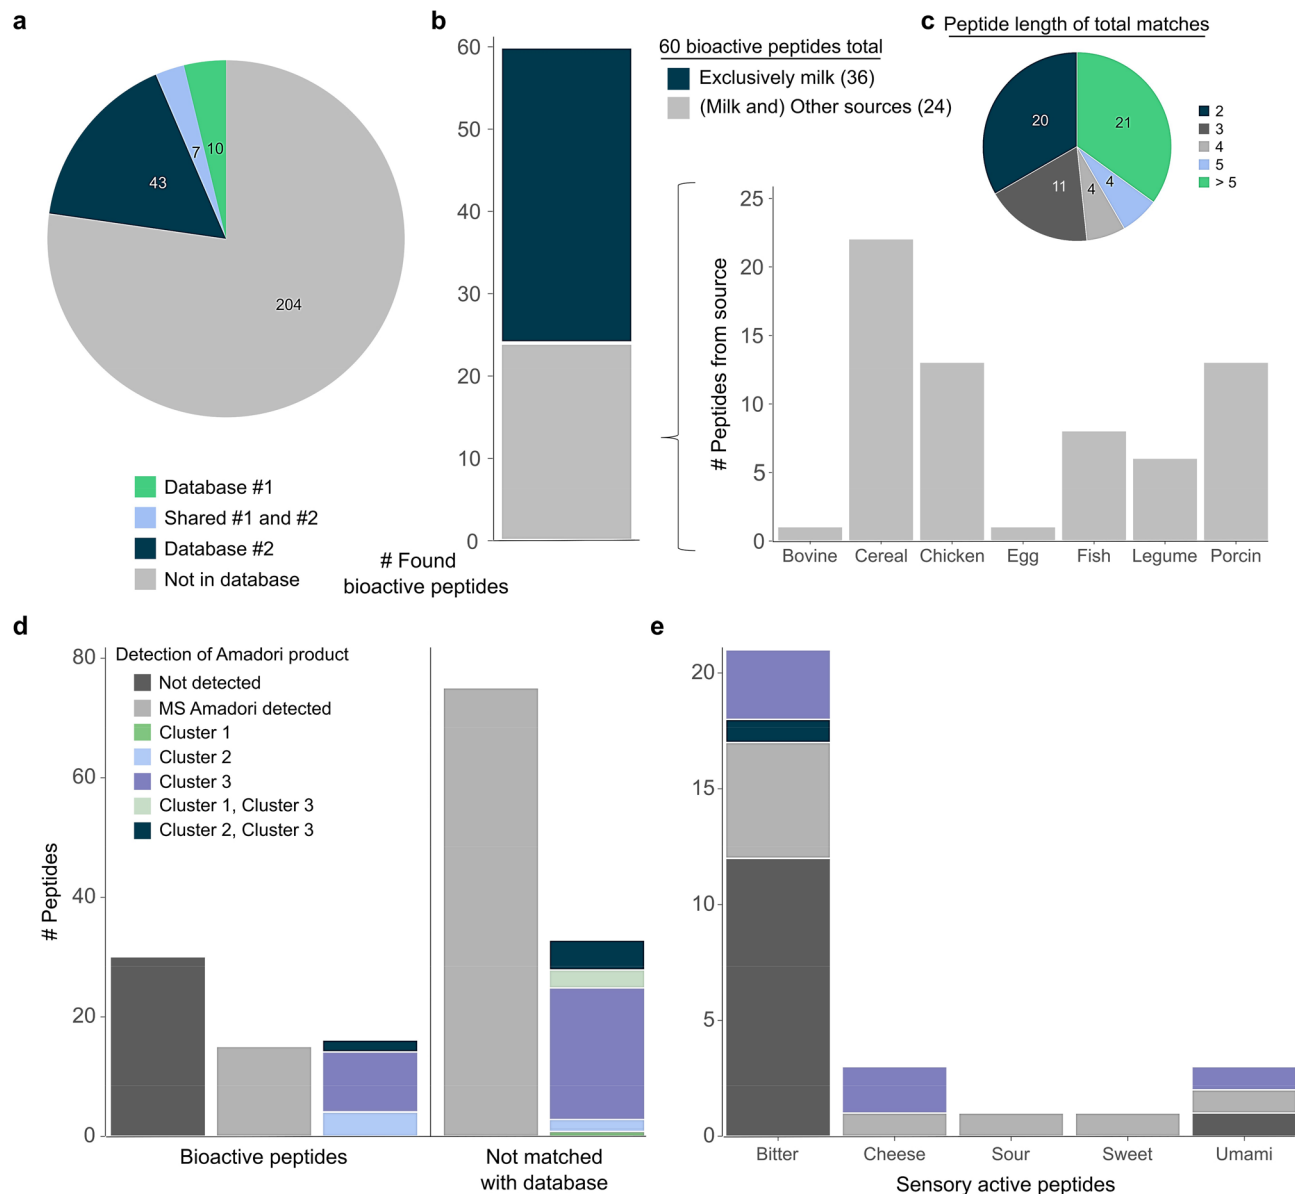 a
204
43
7
10
Database #1
Shared #1 and #2
Database #2
Not in database
b
60
50
40
30
20
10
0
# Found
bioactive peptides
60 bioactive peptides total
Exclusively milk (36)
(Milk and) Other sources (24)
# Peptides from source
25
20
15
10
5
0
Bovine
Cereal
Chicken
Egg
Fish
Legume
Porcin
c
Peptide length of total matches
20
21
11
4
4
2
3
4
5
> 5
d
# Peptides
80
60
40
20
0
Detection of Amadori product
Not detected
MS Amadori detected
Cluster 1
Cluster 2
Cluster 3
Cluster 1, Cluster 3
Cluster 2, Cluster 3
Bioactive peptides
Not matched
with database
e
20
15
10
5
0
Bitter
Cheese
Sour
Sweet
Umami
Sensory active peptides